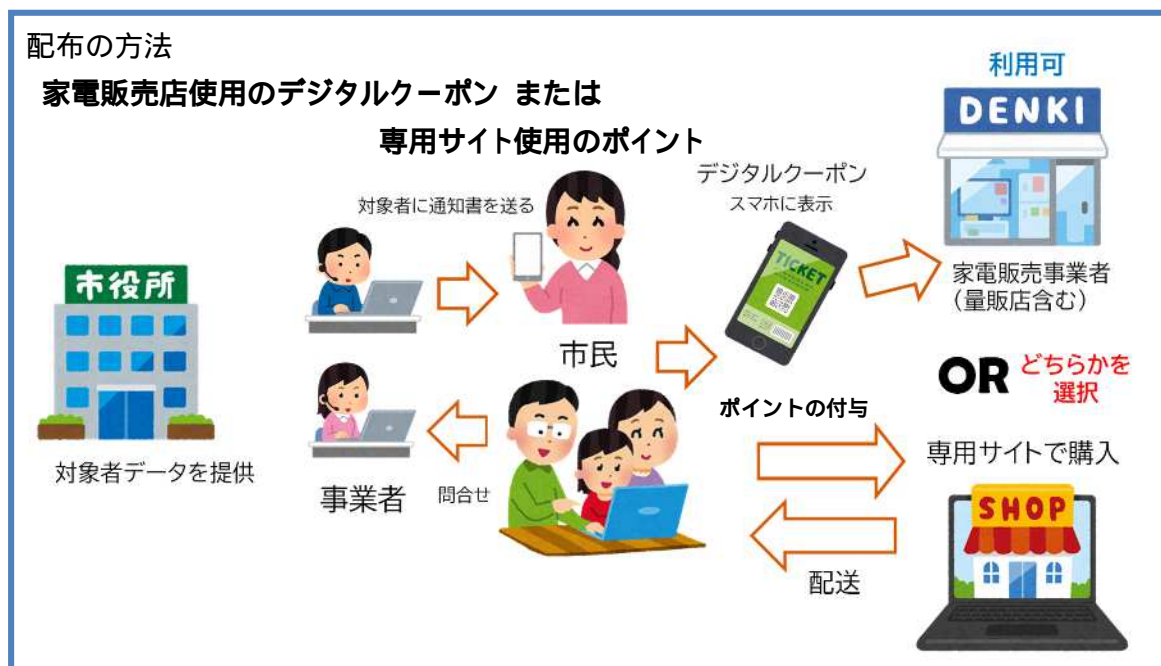 配布の方法
家電販売店使用のデジタルクーポン または
専用サイト使用のポイント
利用可
DENKI
デジタルクーポン
スマホに表示
対象者に通知書を送る
TICKET
市役所
家電販売事業者
(量販店含む)
市民
OR どちらかを
選択
ポイントの付与
専用サイトで購入
対象者データを提供
事業者
問合せ
SHOP
配送